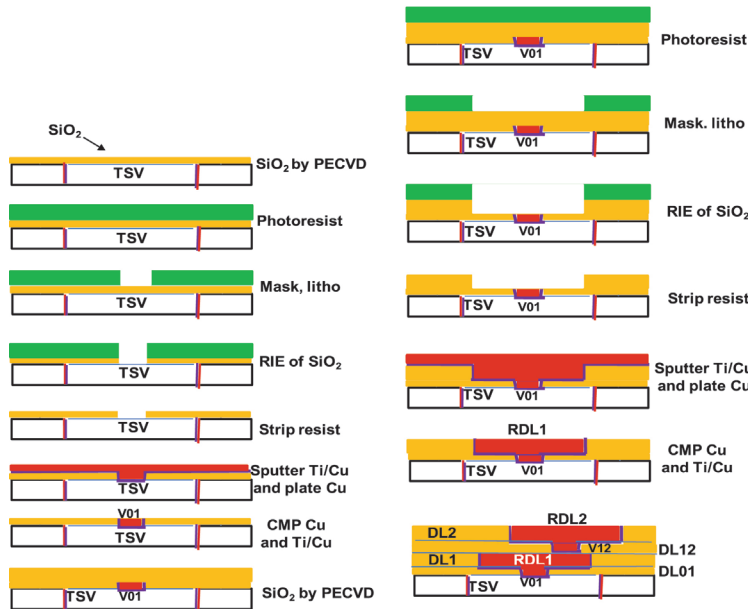 SiO₂
SiO₂ by PECVD
TSV
Photoresist
TSV
Mask, litho
TSV
RIE of SiO₂
TSV
Strip resist
TSV
Sputter Ti/Cu
and plate Cu
TSV
V01
CMP Cu
and Ti/Cu
TSV
V01
SiO₂ by PECVD
Photoresist
TSV
V01
Mask. litho
TSV
V01
RIE of SiO₂
TSV
V01
Strip resist
TSV
V01
Sputter Ti/Cu
and plate Cu
TSV
V01
RDL1
CMP Cu
and Ti/Cu
TSV
V01
RDL2
DL2
V12
DL12
DL1
RDL1
DL01
TSV
V01